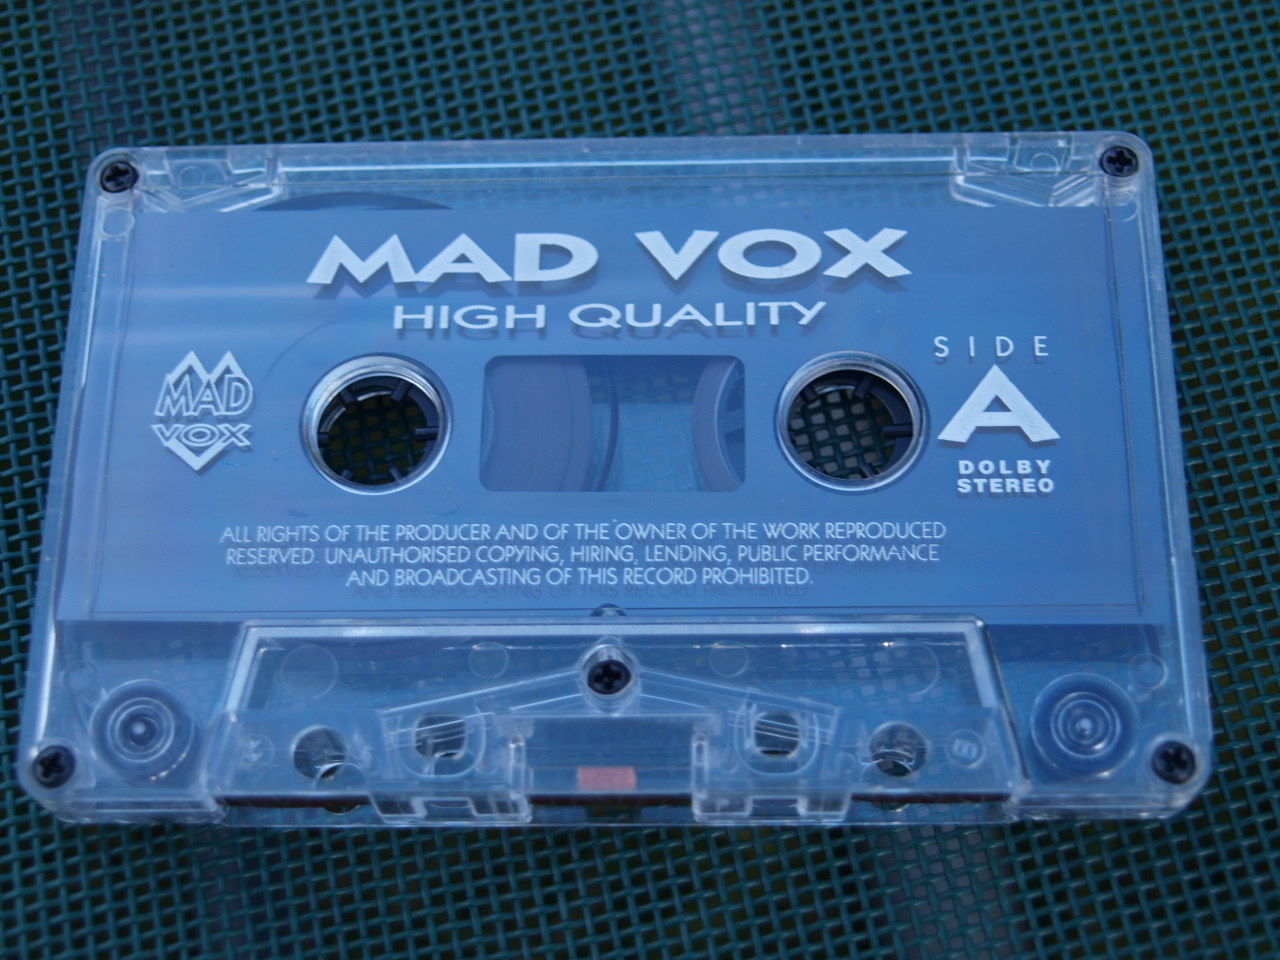 MAD VOX
HIGH QUALITY
SIDE
A
MAD
VOX
DOLBY
STEREO
ALL RIGHTS OF THE PRODUCER AND OF THE OWNER OF THE WORK REPRODUCED
RESERVED. UNAUTHORISED COPYING, HIRING, LENDING, PUBLIC PERFORMANCE
AND BROADCASTING OF THIS RECORD PROHIBITED.